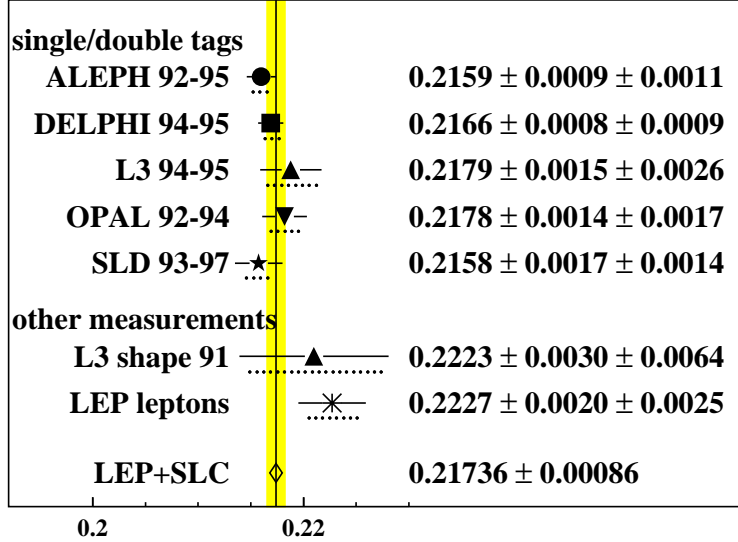 single/double tags
ALEPH 92-95 0.2159 ± 0.0009 ± 0.0011
DELPHI 94-95 0.2166 ± 0.0008 ± 0.0009
L3 94-95 0.2179 ± 0.0015 ± 0.0026
OPAL 92-94 0.2178 ± 0.0014 ± 0.0017
SLD 93-97 0.2158 ± 0.0017 ± 0.0014
other measurements
L3 shape 91 0.2223 ± 0.0030 ± 0.0064
LEP leptons 0.2227 ± 0.0020 ± 0.0025
LEP+SLC 0.21736 ± 0.00086
0.2 0.22